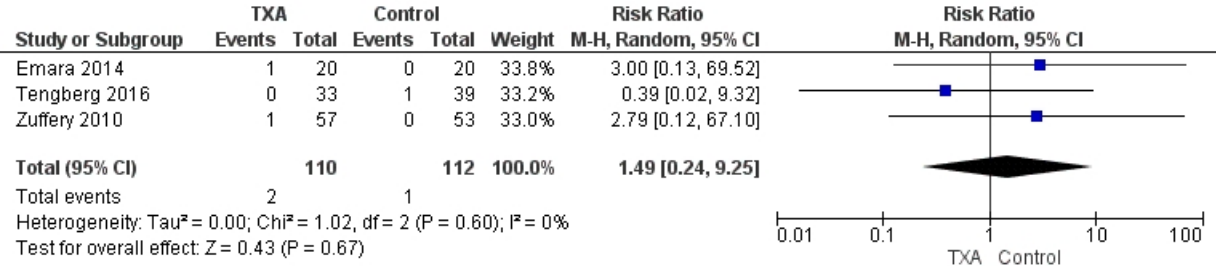 TXA Control Risk Ratio Risk Ratio
Study or Subgroup Events Total Events Total Weight M-H, Random, 95% CI M-H, Random, 95% CI
Emara 2014 1 20 0 20 33.8% 3.00 [0.13, 69.52]
Tengberg 2016 0 33 1 39 33.2% 0.39 [0.02, 9.32]
Zuffery 2010 1 57 0 53 33.0% 2.79 [0.12, 67.10]
Total (95% CI) 110 112 100.0% 1.49 [0.24, 9.25]
Total events 2 1
Heterogeneity: Tau² = 0.00; Chi² = 1.02, df = 2 (P = 0.60); I² = 0%
Test for overall effect: Z = 0.43 (P = 0.67)
0.01 0.1 1 10 100
TXA Control